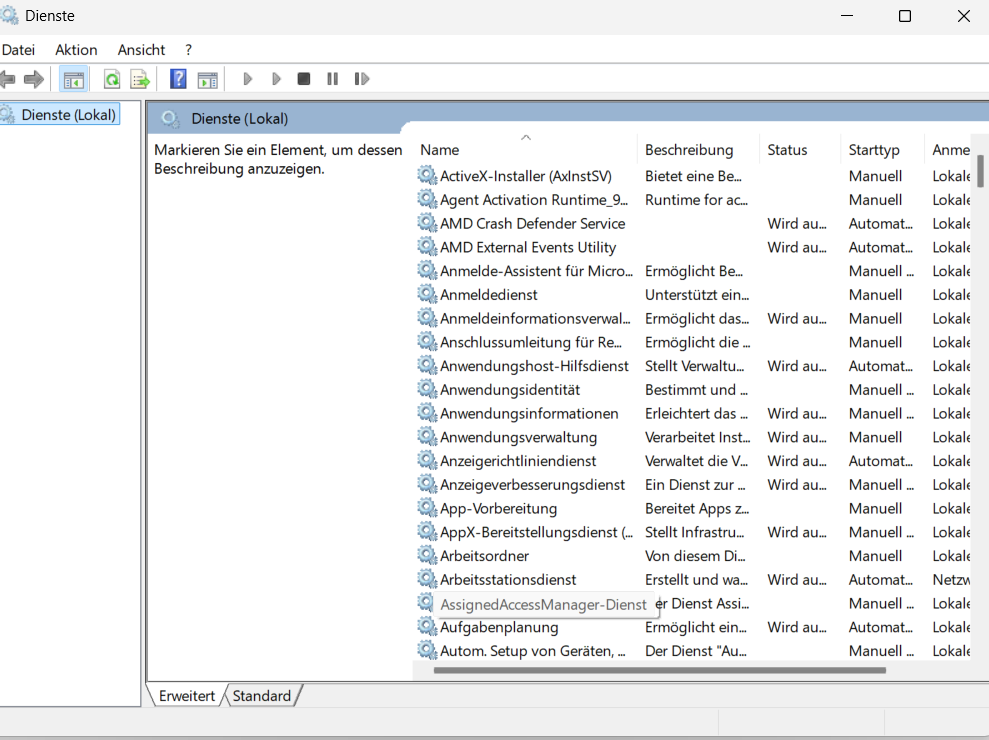 Dienste
Datei Aktion Ansicht ?
Dienste (Lokal)
Dienste (Lokal)
Markieren Sie ein Element, um dessen Beschreibung anzuzeigen.
Name Beschreibung Status Starttyp Anme
ActiveX-Installer (AxInstSV) Bietet eine Be... Manuell Lokale
Agent Activation Runtime_9... Runtime for ac... Manuell Lokale
AMD Crash Defender Service Wird au... Automat... Lokale
AMD External Events Utility Wird au... Automat... Lokale
Anmelde-Assistent für Micro... Ermöglicht Be... Manuell ... Lokale
Anmeldedienst Unterstützt ein... Manuell Lokale
Anmeldeinformationsverwal... Ermöglicht das... Wird au... Manuell Lokale
Anschlussumleitung für Re... Ermöglicht die ... Manuell Lokale
Anwendungshost-Hilfsdienst Stellt Verwaltu... Wird au... Automat... Lokale
Anwendungsidentität Bestimmt und ... Manuell ... Lokale
Anwendungsinformationen Erleichtert das ... Wird au... Manuell ... Lokale
Anwendungsverwaltung Verarbeitet Inst... Wird au... Manuell Lokale
Anzeigerichtliniendienst Verwaltet die V... Wird au... Automat... Lokale
Anzeigeverbesserungsdienst Ein Dienst zur ... Wird au... Manuell ... Lokale
App-Vorbereitung Bereitet Apps z... Manuell Lokale
AppX-Bereitstellungsdienst (... Stellt Infrastru... Wird au... Manuell ... Lokale
Arbeitsordner Von diesem Di... Manuell Lokale
Arbeitsstationsdienst Erstellt und wa... Wird au... Automat... Netzw
AssignedAccessManager-Dienst er Dienst Assi... Manuell ... Lokale
Aufgabenplanung Ermöglicht ein... Wird au... Automat... Lokale
Autom. Setup von Geräten, ... Der Dienst "Au... Manuell ... Lokale
Erweitert Standard